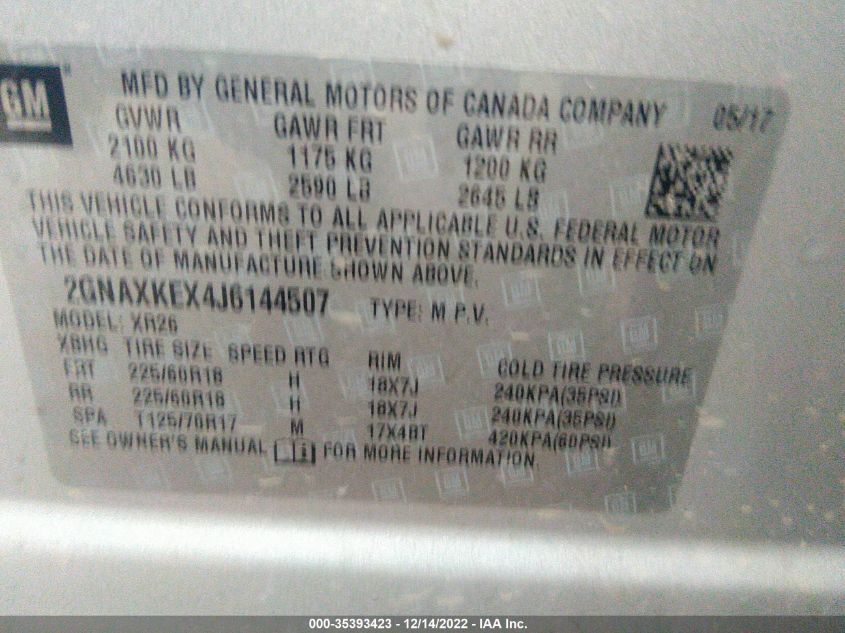 GM
MFD BY GENERAL MOTORS OF CANADA COMPANY 05/17
GVWR GAWR FRT GAWR RR
2100 KG 1175 KG 1200 KG
4630 LB 2590 LB 2645 LB
THIS VEHICLE CONFORMS TO ALL APPLICABLE U.S. FEDERAL MOTOR
VEHICLE SAFETY AND THEFT PREVENTION STANDARDS IN EFFECT ON
THE DATE OF MANUFACTURE SHOWN ABOVE.
2GNAXKEX4J6144507 TYPE: M.P.V.
MODEL: XR26
XBHG TIRE SIZE SPEED RTG RIM COLD TIRE PRESSURE
FRT 225/60R18 H 18X7J 240KPA(35PSI)
RR 225/60R18 H 18X7J 240KPA(35PSI)
SPA T125/70R17 M 17X4BT 420KPA(60PSI)
SEE OWNER'S MANUAL FOR MORE INFORMATION.
000-35393423 - 12/14/2022 - IAA Inc.